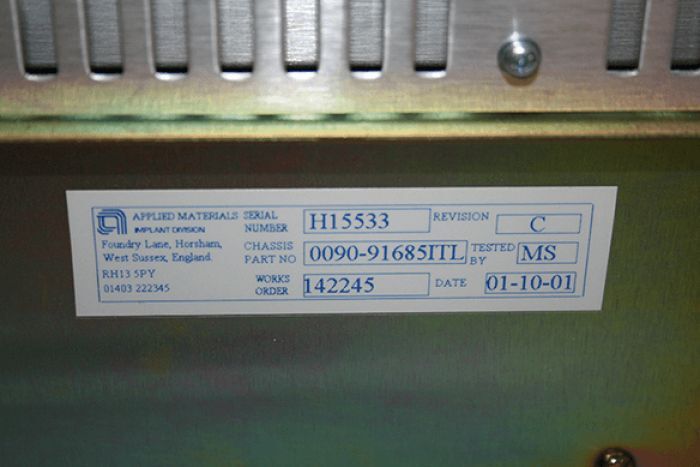 APPLIED MATERIALS
IMPLANT DIVISION
Foundry Lane, Horsham,
West Sussex, England.
RH13 5PY
01403 222345
SERIAL NUMBER H15533 REVISION C
CHASSIS PART NO 0090-91685ITL TESTED BY MS
WORKS ORDER 142245 DATE 01-10-01